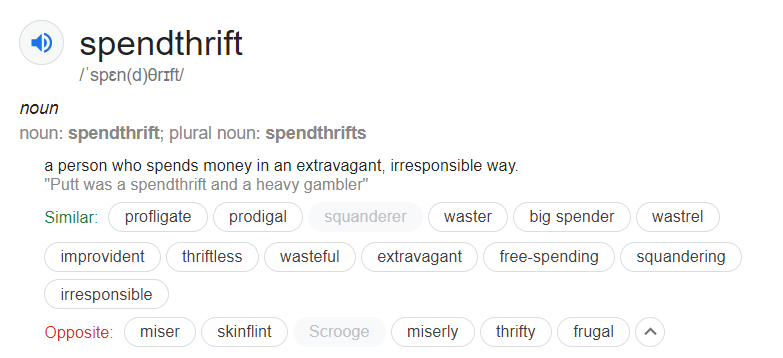 spendthrift
/ˈspɛn(d)θrɪft/
noun
noun: spendthrift; plural noun: spendthrifts
a person who spends money in an extravagant, irresponsible way.
"Putt was a spendthrift and a heavy gambler"
Similar: profligate prodigal squanderer waster big spender wastrel
improvident thriftless wasteful extravagant free-spending squandering
irresponsible
Opposite: miser skinflint Scrooge miserly thrifty frugal